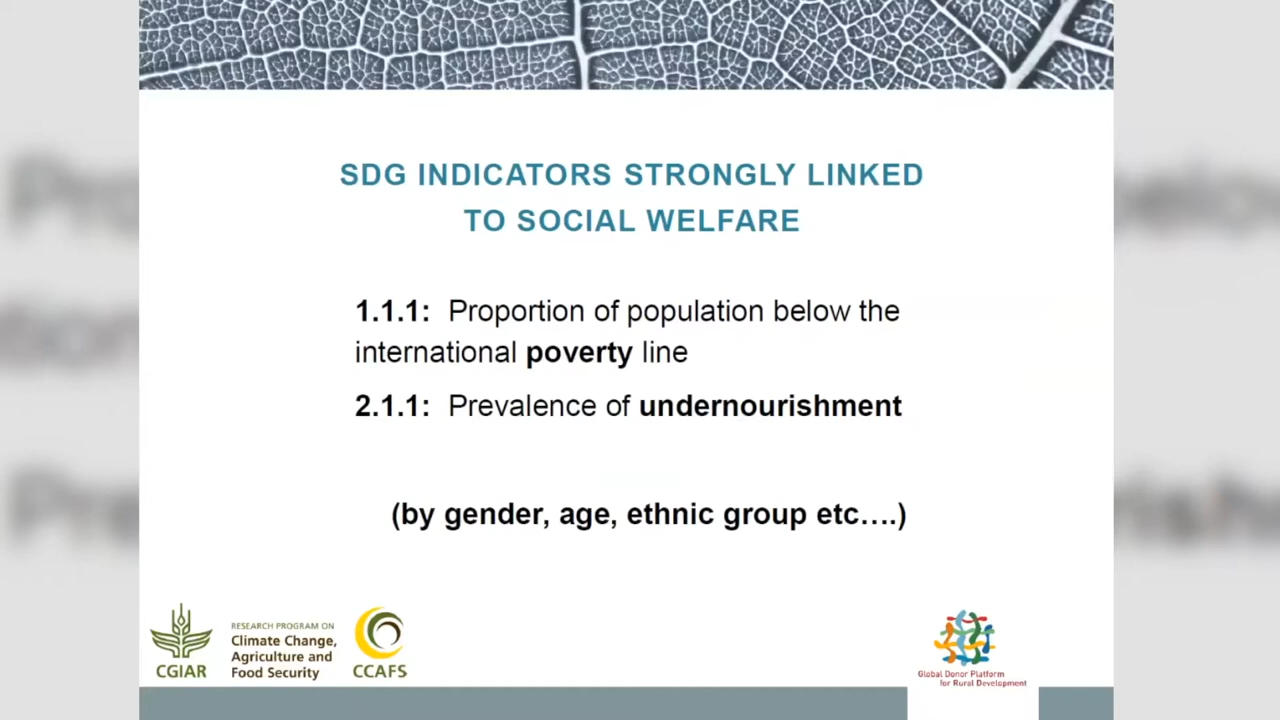 SDG INDICATORS STRONGLY LINKED
TO SOCIAL WELFARE
1.1.1: Proportion of population below the
international poverty line
2.1.1: Prevalence of undernourishment
(by gender, age, ethnic group etc….)
CGIAR
RESEARCH PROGRAM ON
Climate Change,
Agriculture and
Food Security
CCAFS
Global Donor Platform
for Rural Development